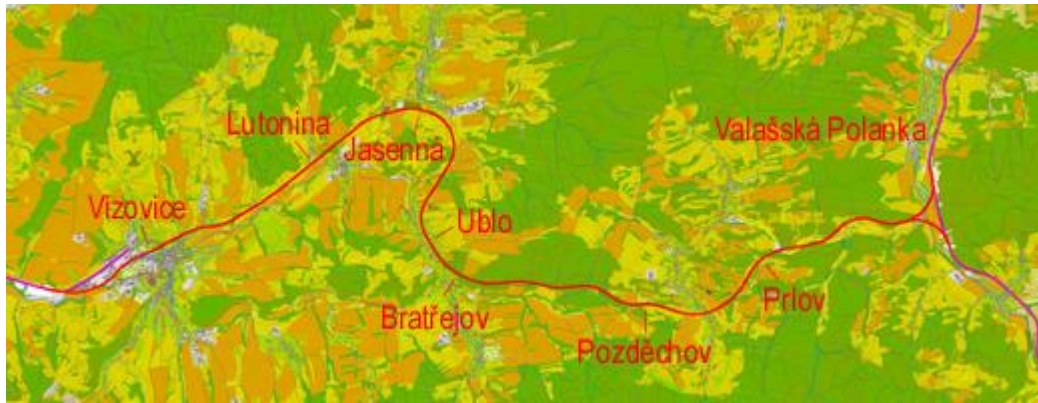 Lutonina
Jasenná
Valašská Polanka
Vizovice
Ublo
Bratřejov
Prlov
Pozděchov